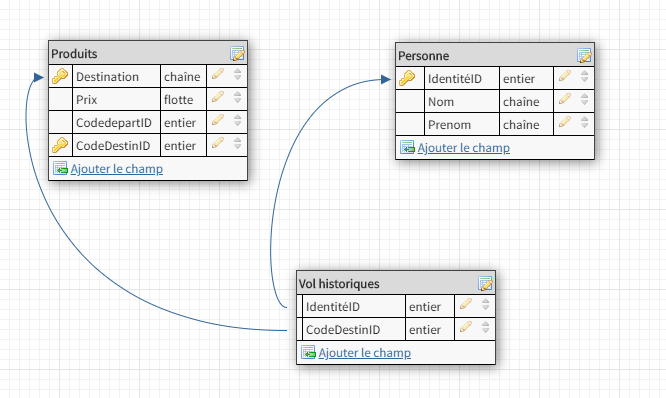 Produits
Destination chaîne
Prix flotte
CodedepartID entier
CodeDestinID entier
Ajouter le champ
Personne
IdentitéID entier
Nom chaîne
Prenom chaîne
Ajouter le champ
Vol historiques
IdentitéID entier
CodeDestinID entier
Ajouter le champ